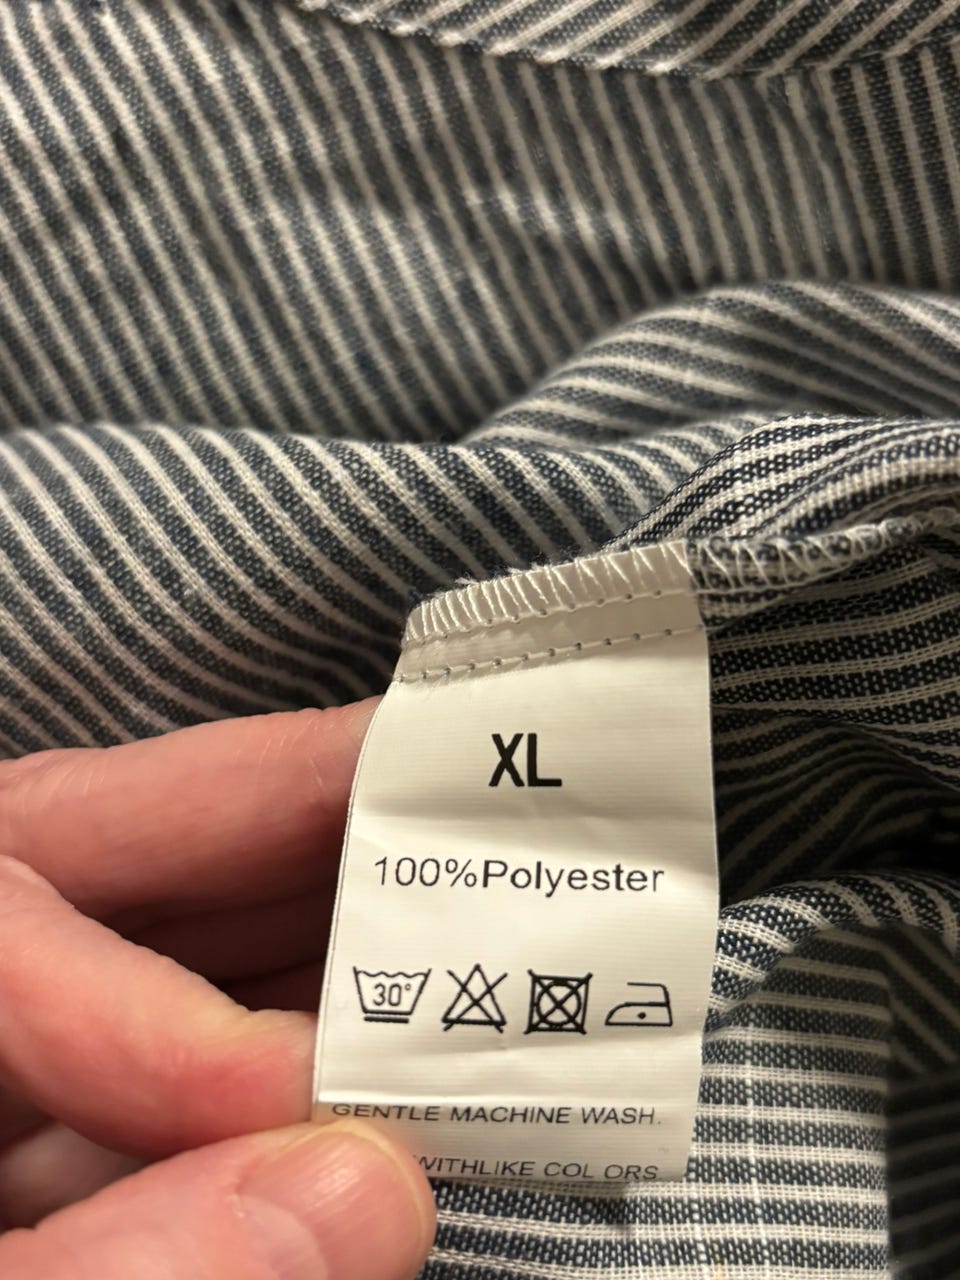 XL
100%Polyester
30°
GENTLE MACHINE WASH.
WITHLIKE COL ORS